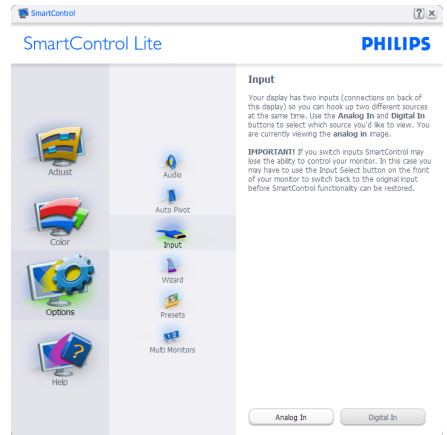 SmartControl
SmartControl Lite
PHILIPS
Adjust
Color
Options
Help
Audio
Auto Pivot
Input
Wizard
Presets
Multi Monitors
Input
Your display has two inputs (connections on back of
this display) so you can hook up two different sources
at the same time. Use the Analog In and Digital In
buttons to select which source you'd like to view. You
are currently viewing the analog in image.
IMPORTANT! If you switch inputs SmartControl may
lose the ability to control your monitor. In this case you
may have to use the Input Select button on the front
of your monitor to switch back to the original input
before SmartControl functionality can be restored.
Analog In
Digital In